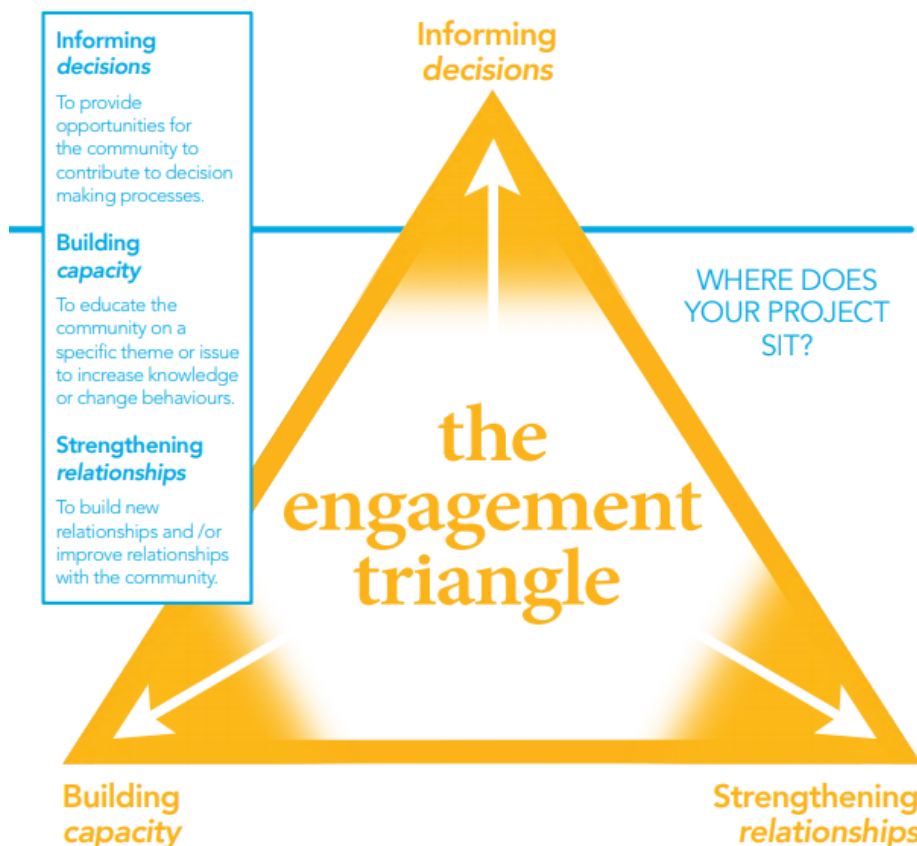 Informing
decisions
To provide
opportunities for
the community to
contribute to decision
making processes.
Building
capacity
To educate the
community on a
specific theme or issue
to increase knowledge
or change behaviours.
Strengthening
relationships
To build new
relationships and /or
improve relationships
with the community.
Informing
decisions
WHERE DOES
YOUR PROJECT
SIT?
the
engagement
triangle
Building
capacity
Strengthening
relationships